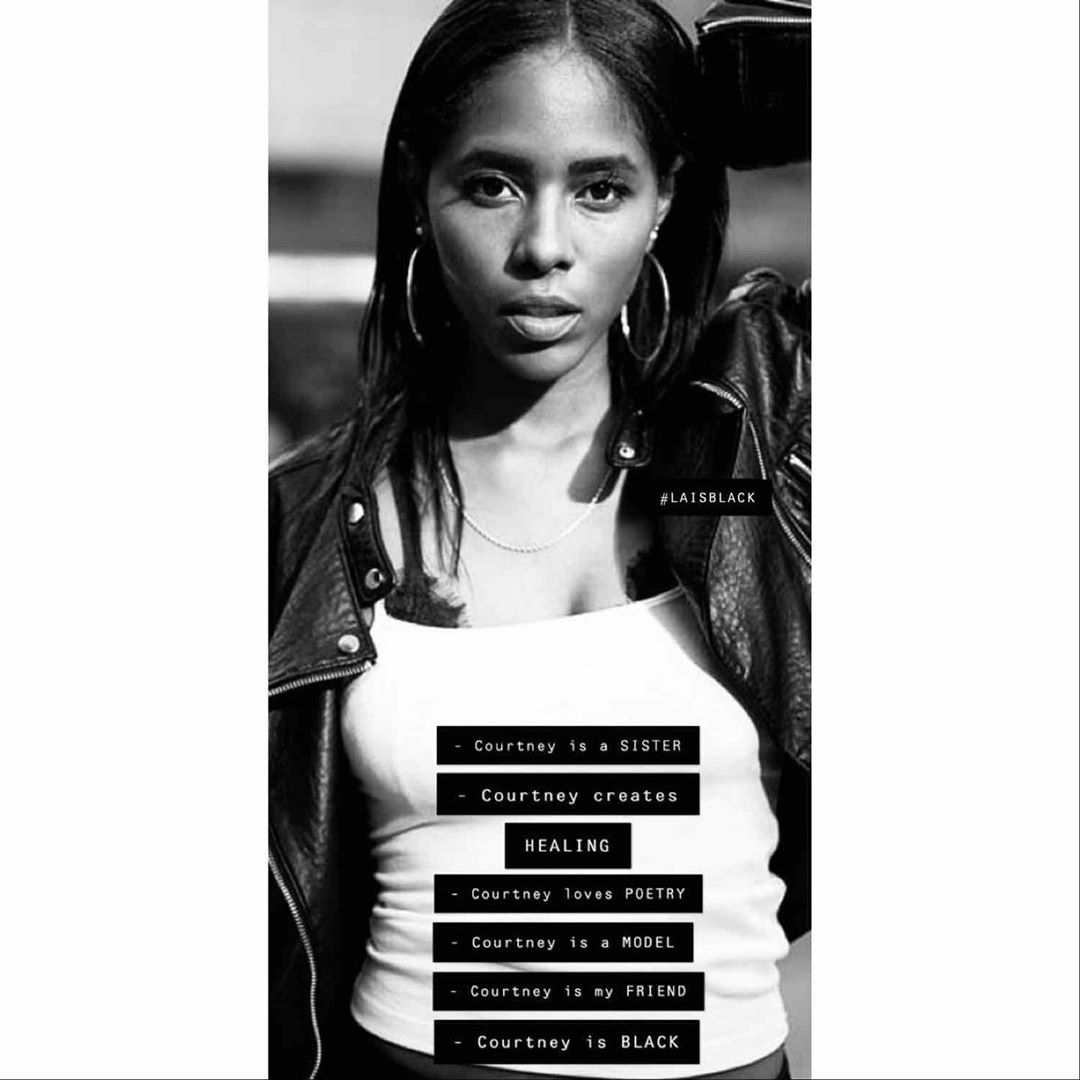 #LAISBLACK
- Courtney is a SISTER
- Courtney creates
HEALING
- Courtney loves POETRY
- Courtney is a MODEL
- Courtney is my FRIEND
- Courtney is BLACK